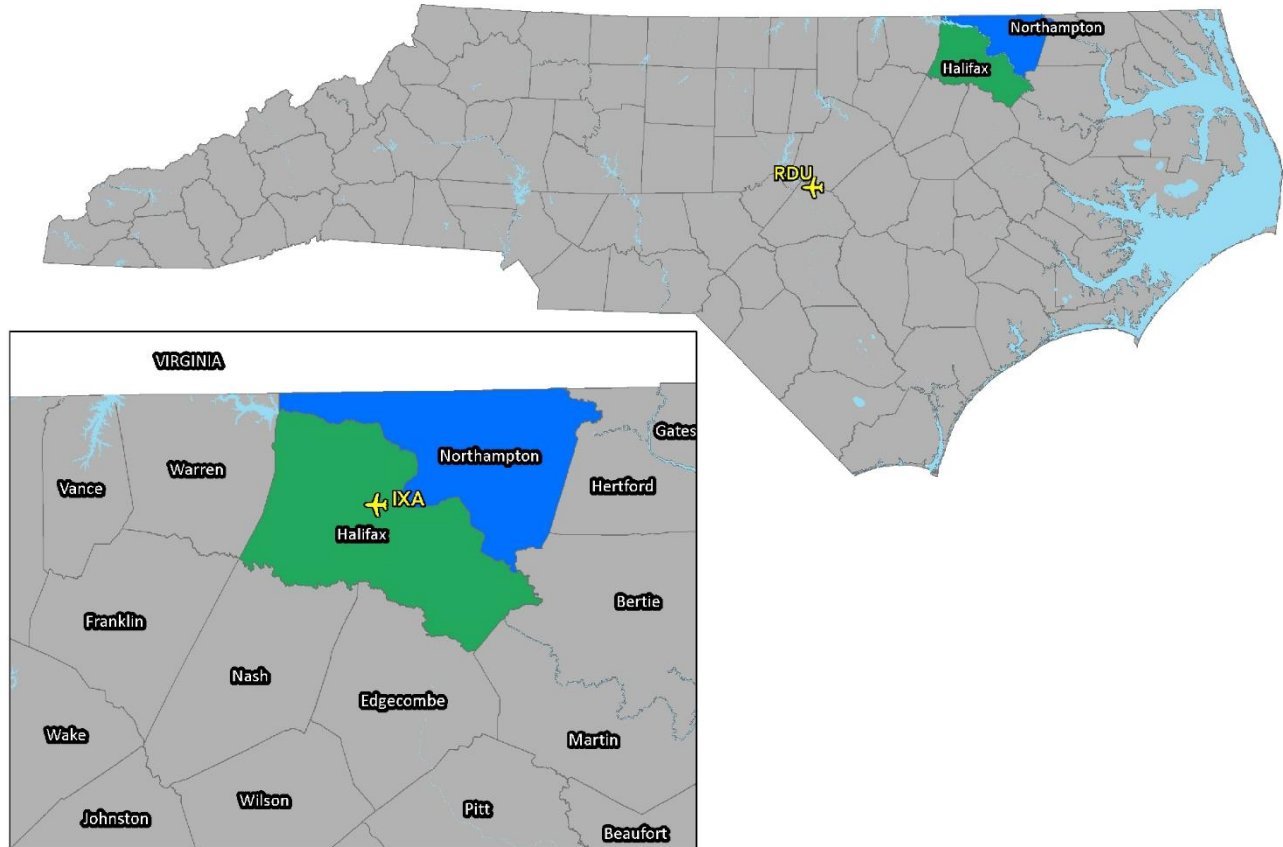 Northampton
Halifax
RDU
VIRGINIA
Gates
Northampton
Warren
Vance
Hertford
IXA
Halifax
Bertie
Franklin
Nash
Edgecombe
Wake
Martin
Wilson
Pitt
Johnston
Beaufort